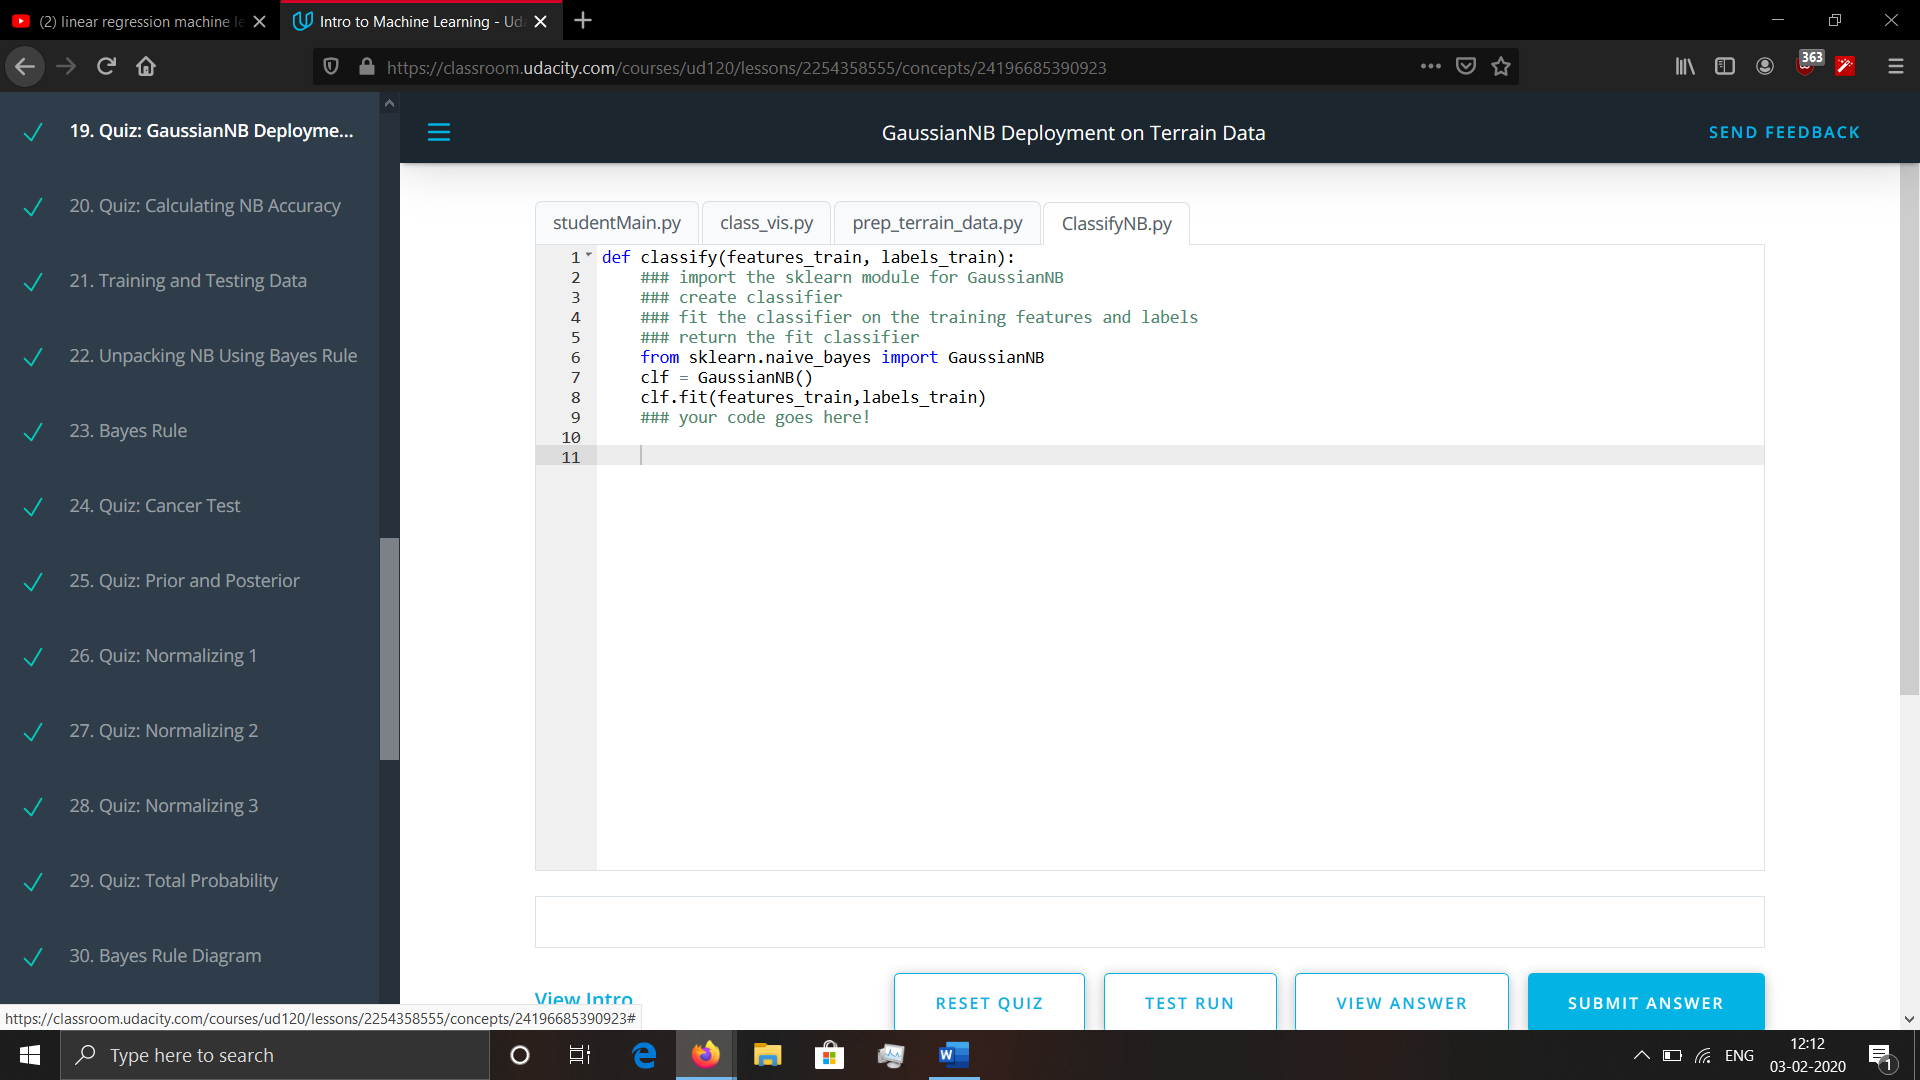 (2) linear regression machine le
Intro to Machine Learning - Uda
https://classroom.udacity.com/courses/ud120/lessons/2254358555/concepts/24196685390923
363
19. Quiz: GaussianNB Deployme...
20. Quiz: Calculating NB Accuracy
21. Training and Testing Data
22. Unpacking NB Using Bayes Rule
23. Bayes Rule
24. Quiz: Cancer Test
25. Quiz: Prior and Posterior
26. Quiz: Normalizing 1
27. Quiz: Normalizing 2
28. Quiz: Normalizing 3
29. Quiz: Total Probability
30. Bayes Rule Diagram
GaussianNB Deployment on Terrain Data
SEND FEEDBACK
studentMain.py
class_vis.py
prep_terrain_data.py
ClassifyNB.py
1 def classify(features_train, labels_train):
2 ### import the sklearn module for GaussianNB
3 ### create classifier
4 ### fit the classifier on the training features and labels
5 ### return the fit classifier
6 from sklearn.naive_bayes import GaussianNB
7 clf = GaussianNB()
8 clf.fit(features_train,labels_train)
9 ### your code goes here!
10
11
View Intro
RESET QUIZ
TEST RUN
VIEW ANSWER
SUBMIT ANSWER
https://classroom.udacity.com/courses/ud120/lessons/2254358555/concepts/24196685390923#
Type here to search
W
ENG
12:12
03-02-2020
1